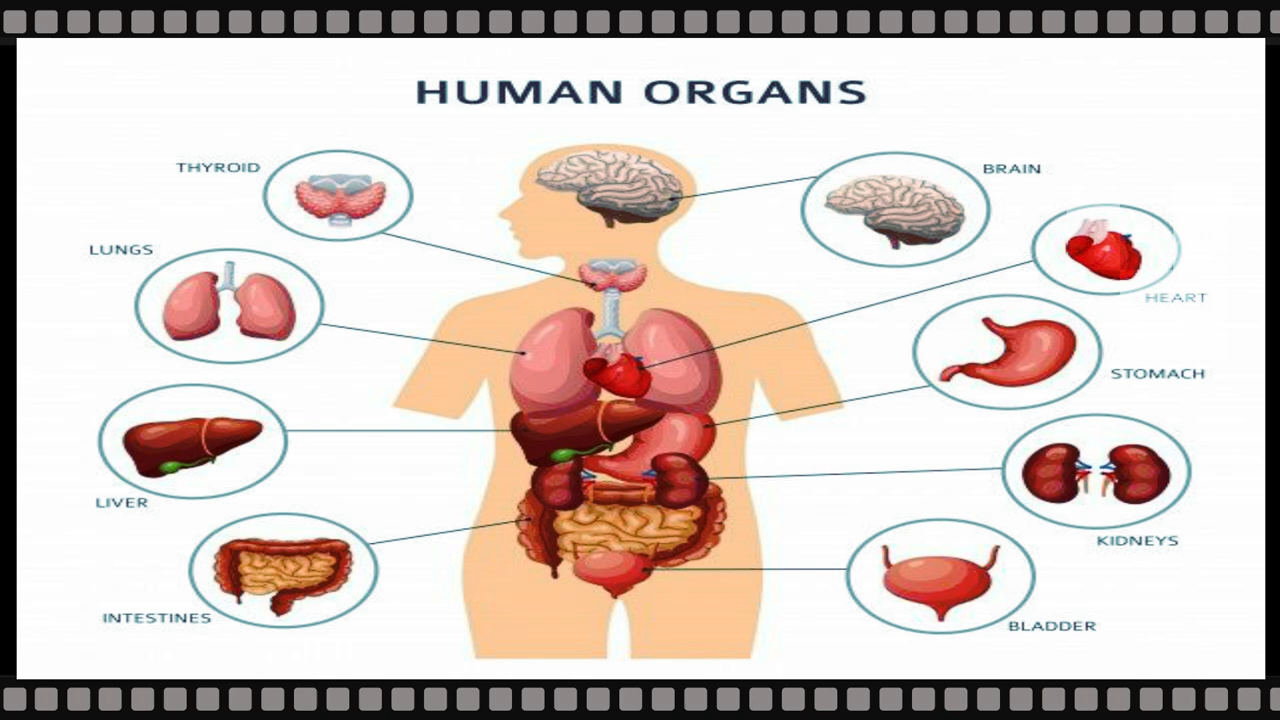 HUMAN ORGANS
THYROID
BRAIN
LUNGS
HEART
STOMACH
LIVER
KIDNEYS
INTESTINES
BLADDER